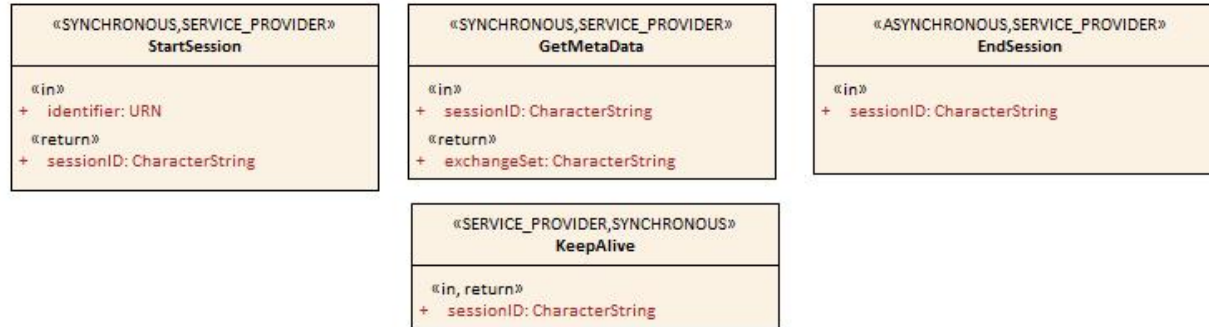 «SYNCHRONOUS,SERVICE_PROVIDER»
StartSession
«in»
+ identifier: URN
«return»
+ sessionID: CharacterString
«SYNCHRONOUS,SERVICE_PROVIDER»
GetMetaData
«in»
+ sessionID: CharacterString
«return»
+ exchangeSet: CharacterString
«ASYNCHRONOUS,SERVICE_PROVIDER»
EndSession
«in»
+ sessionID: CharacterString
«SERVICE_PROVIDER,SYNCHRONOUS»
KeepAlive
«in, return»
+ sessionID: CharacterString